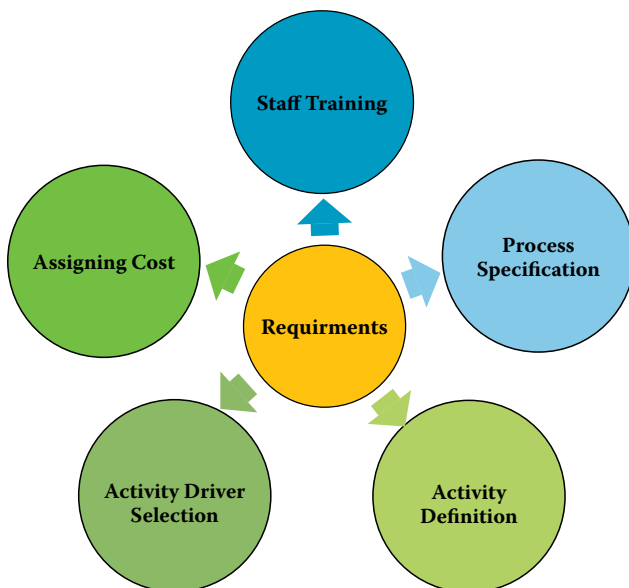 Staff Training
Process
Specification
Assigning Cost
Requirments
Activity Driver
Selection
Activity
Definition